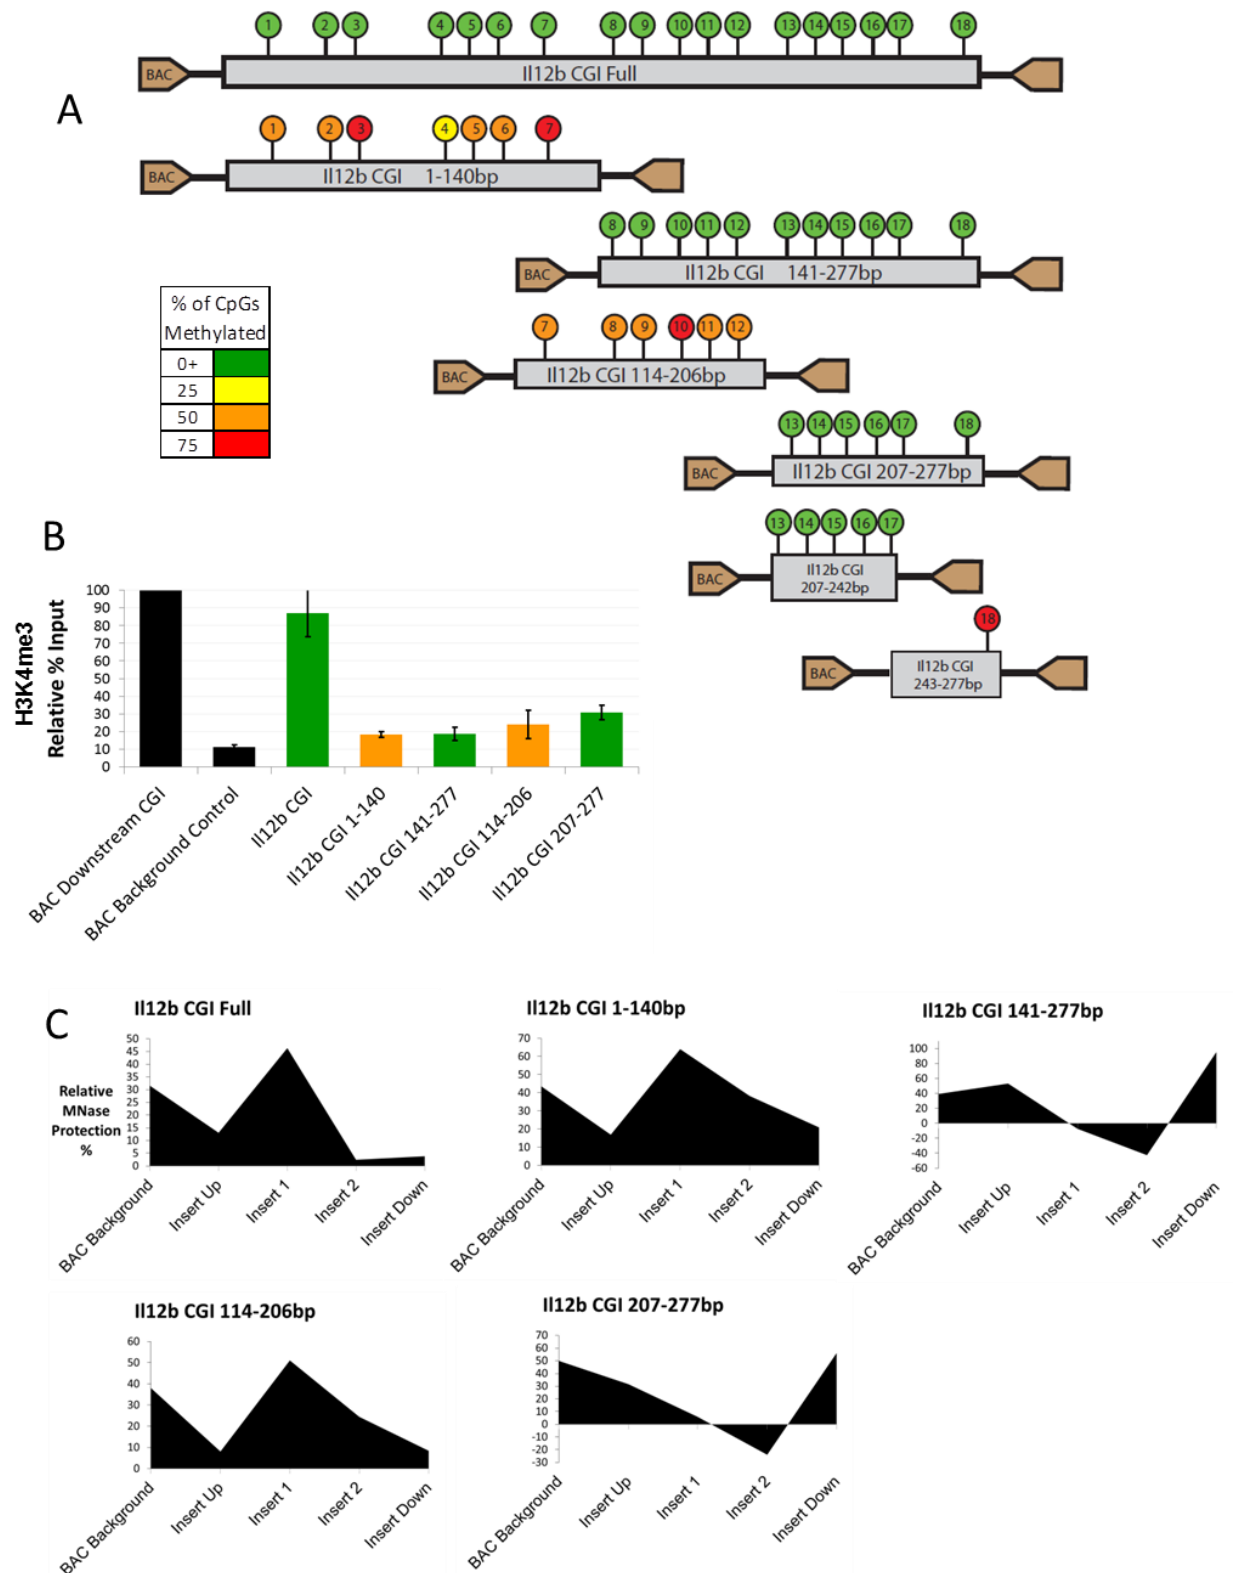 A
1 2 3 4 5 6 7 8 9 10 11 12 13 14 15 16 17 18
BAC Il12b CGI Full
1 2 3 4 5 6 7
BAC Il12b CGI 1-140bp
8 9 10 11 12 13 14 15 16 17 18
BAC Il12b CGI 141-277bp
7 8 9 10 11 12
BAC Il12b CGI 114-206bp
13 14 15 16 17 18
BAC Il12b CGI 207-277bp
13 14 15 16 17
BAC Il12b CGI
207-242bp
18
BAC Il12b CGI
243-277bp
% of CpGs
Methylated
0+
25
50
75
B
H3K4me3
Relative % Input
100
90
80
70
60
50
40
30
20
10
0
BAC Downstream CGI
BAC Background Control
Il12b CGI
Il12b CGI 1-140
Il12b CGI 141-277
Il12b CGI 114-206
Il12b CGI 207-277
C
Il12b CGI Full
Relative
MNase
Protection
%
50
45
40
35
30
25
20
15
10
5
0
BAC Background
Insert Up
Insert 1
Insert 2
Insert Down
Il12b CGI 1-140bp
70
60
50
40
30
20
10
0
BAC Background
Insert Up
Insert 1
Insert 2
Insert Down
Il12b CGI 141-277bp
100
80
60
40
20
0
-20
-40
-60
BAC Background
Insert Up
Insert 1
Insert 2
Insert Down
Il12b CGI 114-206bp
60
50
40
30
20
10
0
BAC Background
Insert Up
Insert 1
Insert 2
Insert Down
Il12b CGI 207-277bp
70
60
50
40
30
20
10
0
-10
-20
-30
BAC Background
Insert Up
Insert 1
Insert 2
Insert Down